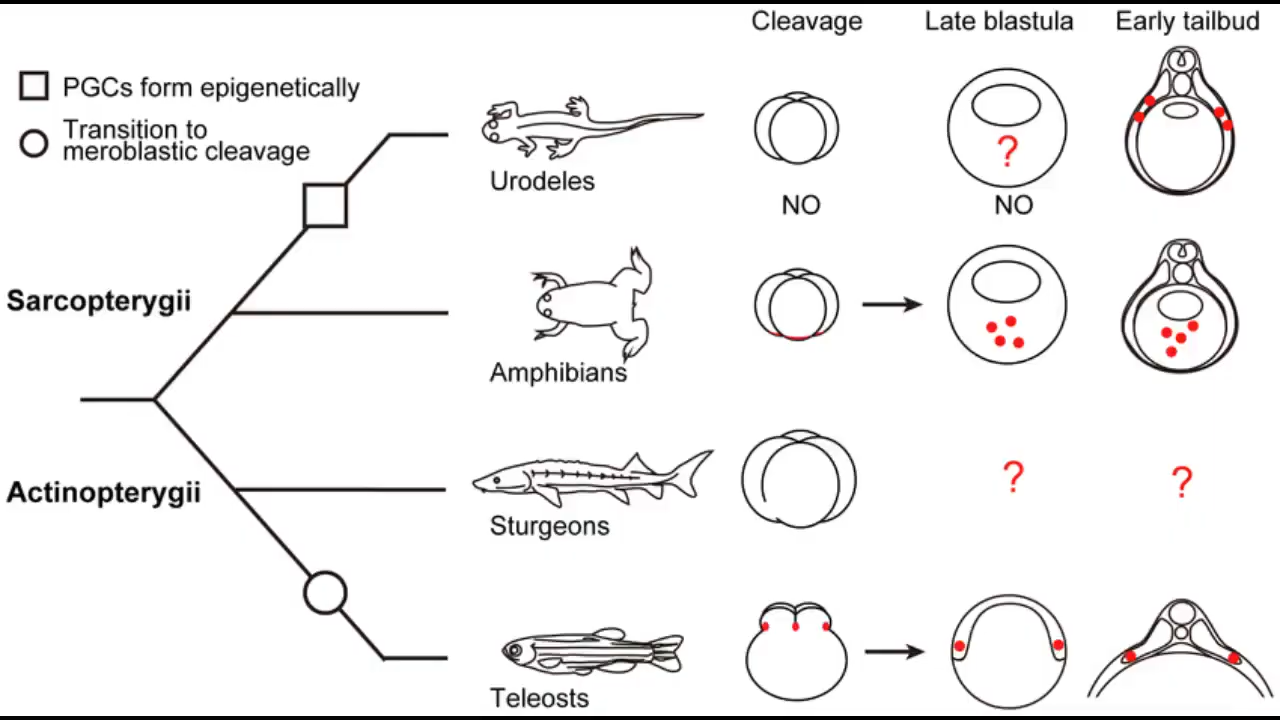 Cleavage
Late blastula
Early tailbud
PGCs form epigenetically
Transition to
meroblastic cleavage
?
Urodeles
NO
NO
Sarcopterygii
Amphibians
?
?
Actinopterygii
Sturgeons
Teleosts